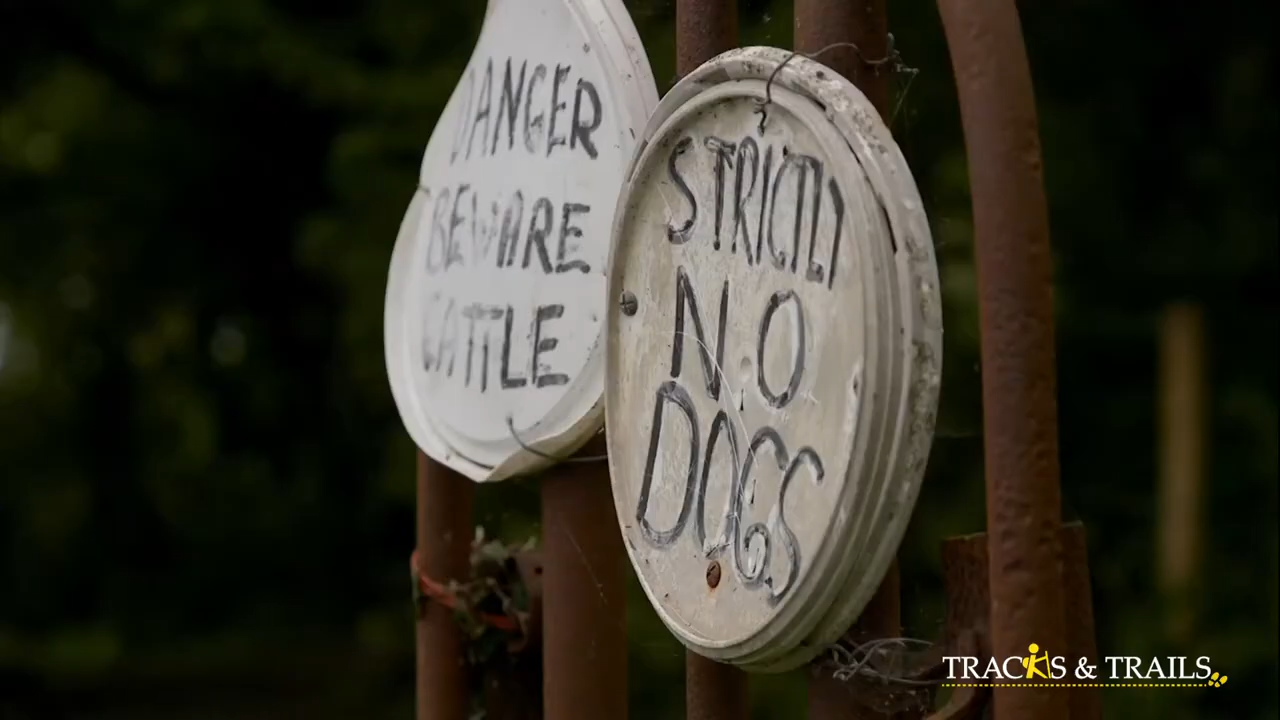 DANGER
BEWARE
CATTLE
STRICTLY
NO
DOGS
TRACKS & TRAILS